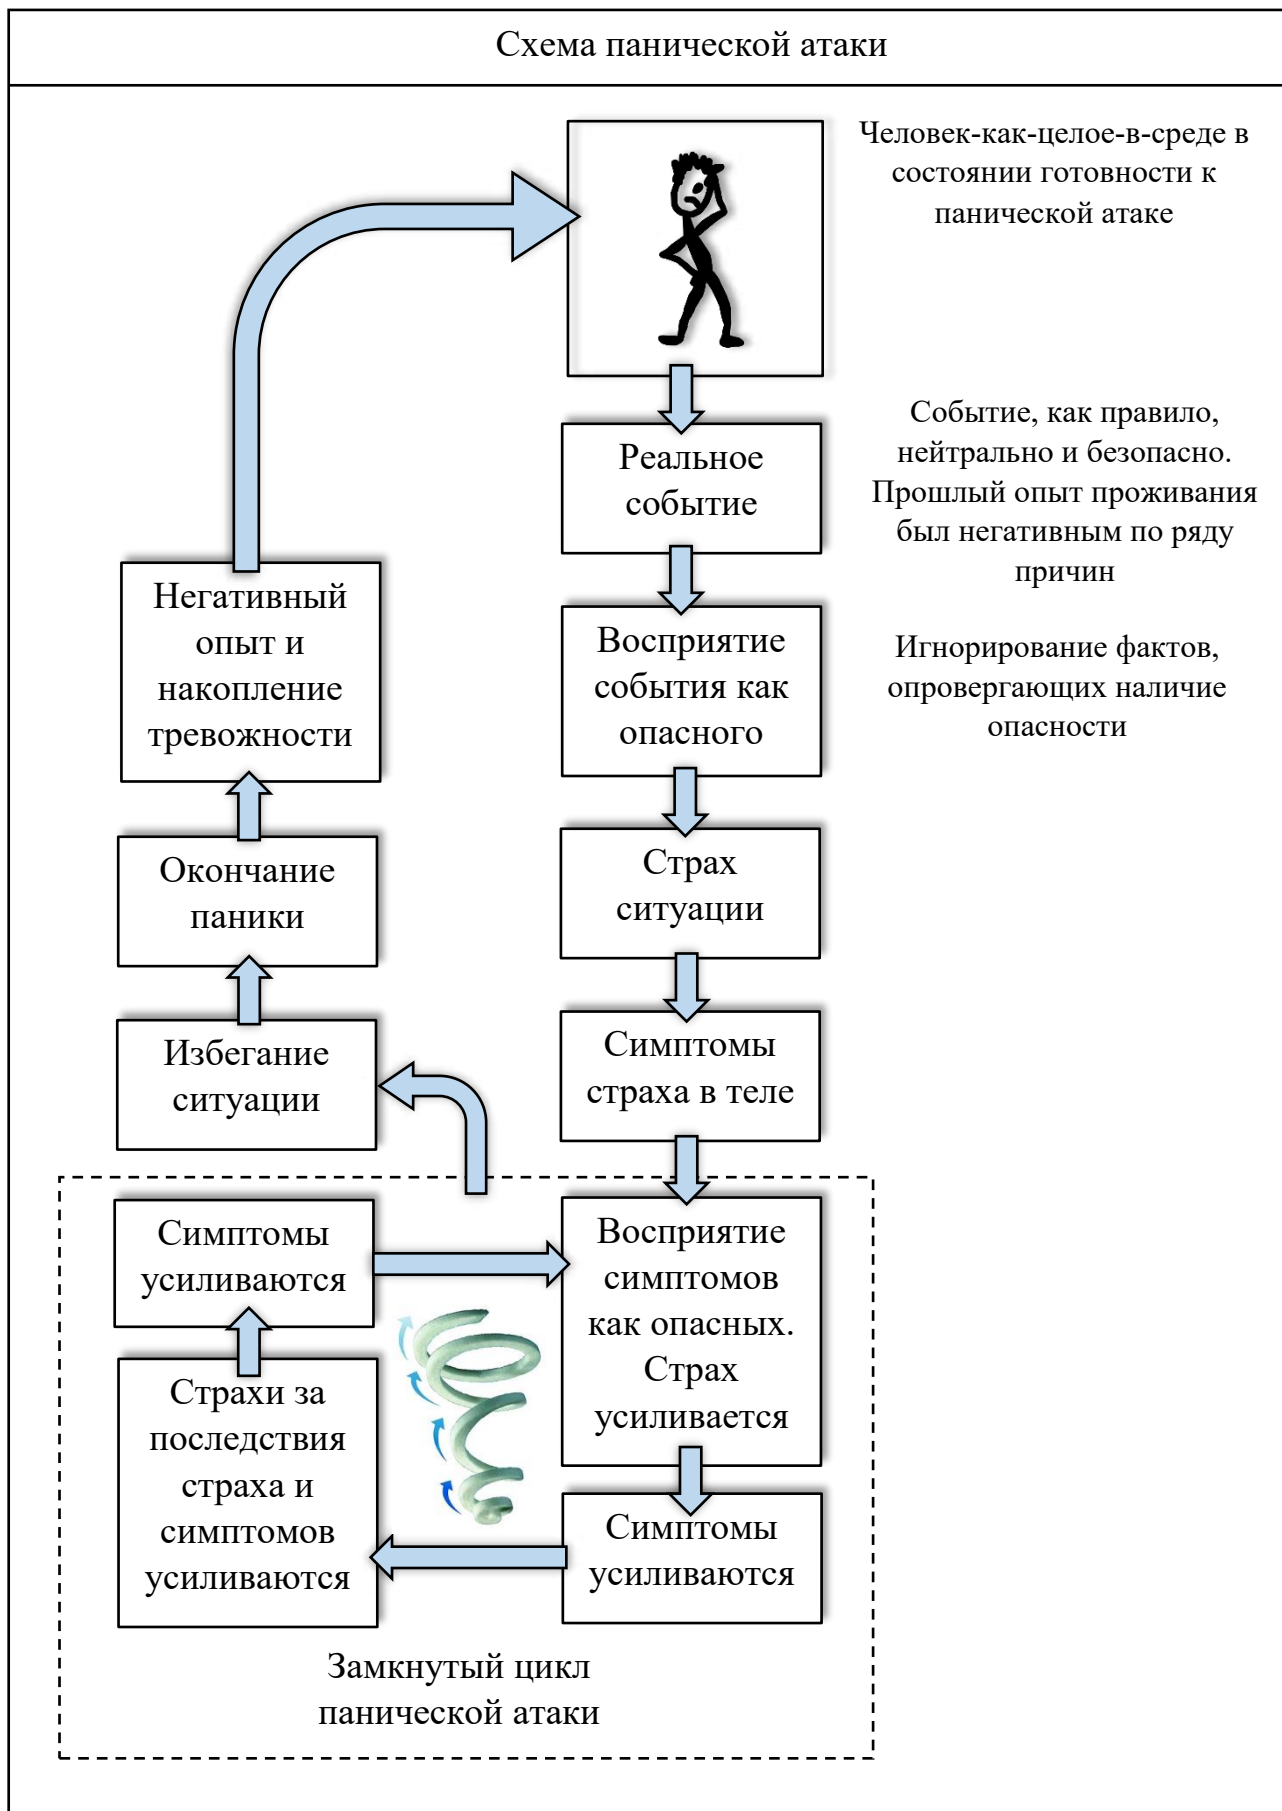 Схема панической атаки
Человек-как-целое-в-среде в
состоянии готовности к
панической атаке
Реальное
событие
Событие, как правило,
нейтрально и безопасно.
Прошлый опыт проживания
был негативным по ряду
причин
Восприятие
события как
опасного
Игнорирование фактов,
опровергающих наличие
опасности
Страх
ситуации
Симптомы
страха в теле
Восприятие
симптомов
как опасных.
Страх
усиливается
Симптомы
усиливаются
Страхи за
последствия
страха и
симптомов
усиливаются
Симптомы
усиливаются
Замкнутый цикл
панической атаки
Избегание
ситуации
Окончание
паники
Негативный
опыт и
накопление
тревожности